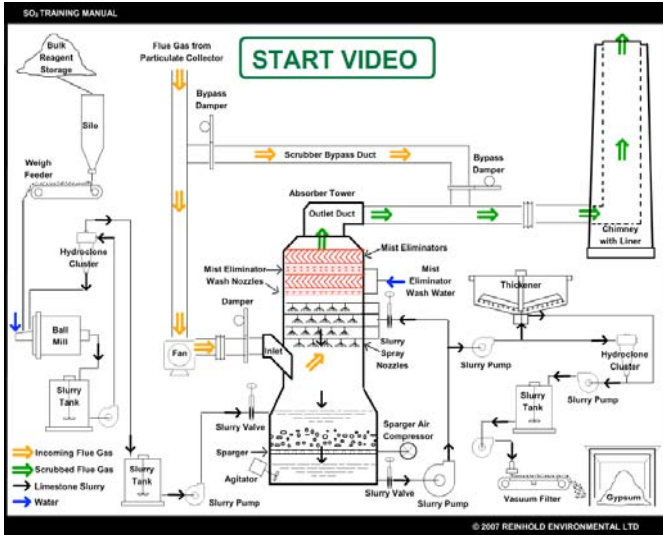 SO₂ TRAINING MANUAL
Bulk
Reagent
Storage
Flue Gas from
Particulate Collector
START VIDEO
Bypass
Damper
Silo
Scrubber Bypass Duct
Bypass
Damper
Weigh
Feeder
Absorber Tower
Outlet Duct
Chimney
with Liner
Mist Eliminators
Hydroclone
Cluster
Mist Eliminator
Wash Nozzles
Mist
Eliminator
Wash Water
Thickener
Damper
Ball
Mill
Fan
Inlet
Slurry
Spray
Nozzles
Slurry Pump
Hydroclone
Cluster
Slurry
Tank
Slurry
Tank
Slurry Pump
Slurry Valve
Sparger Air
Compressor
Incoming Flue Gas
Scrubbed Flue Gas
Limestone Slurry
Water
Slurry
Tank
Sparger
Agitator
Slurry Pump
Slurry Valve
Slurry Pump
Vacuum Filter
Gypsum
© 2007 REINHOLD ENVIRONMENTAL LTD